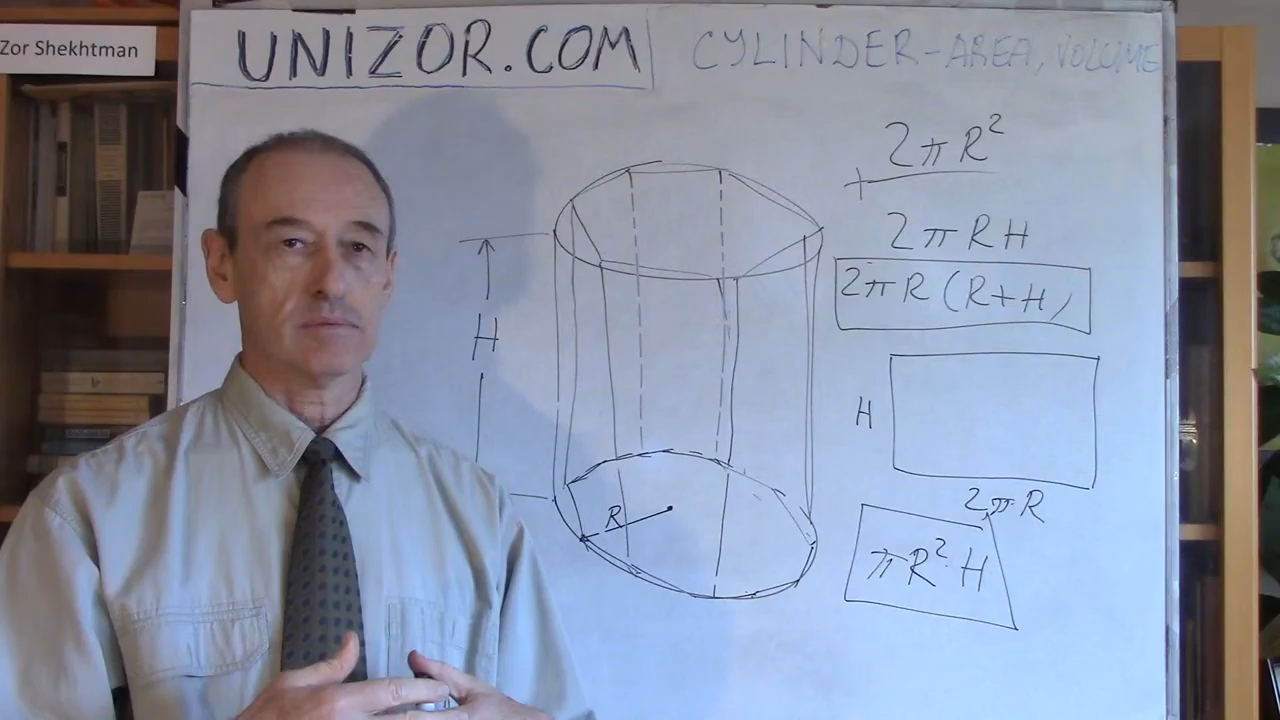 Zor Shekhtman
UNIZOR.COM
CYLINDER-AREA, VOLUME
2πR²
+
2πRH
2πR(R+H)
H
H
2πR
R
πR²·H